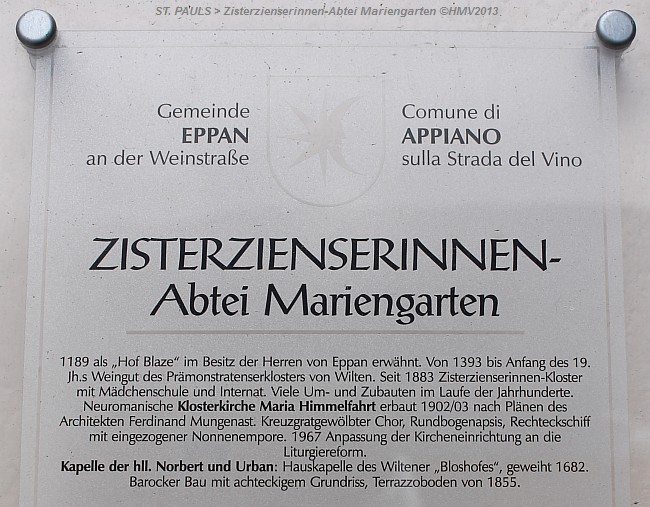 ST. PAULS > Zisterzienserinnen-Abtei Mariengarten ©HMV2013
Gemeinde
EPPAN
an der Weinstraße
Comune di
APPIANO
sulla Strada del Vino
ZISTERZIENSERINNEN-
Abtei Mariengarten
1189 als „Hof Blaze“ im Besitz der Herren von Eppan erwähnt. Von 1393 bis Anfang des 19.
Jh.s Weingut des Prämonstratenserklosters von Wilten. Seit 1883 Zisterzienserinnen-Kloster
mit Mädchenschule und Internat. Viele Um- und Zubauten im Laufe der Jahrhunderte.
Neuromanische Klosterkirche Maria Himmelfahrt erbaut 1902/03 nach Plänen des
Architekten Ferdinand Mungenast. Kreuzgratgewölbter Chor, Rundbogenapsis, Rechteckschiff
mit eingezogener Nonnenempore. 1967 Anpassung der Kircheneinrichtung an die
Liturgiereform.
Kapelle der hll. Norbert und Urban: Hauskapelle des Wiltener „Bloshofes“, geweiht 1682.
Barocker Bau mit achteckigem Grundriss, Terrazzoboden von 1855.